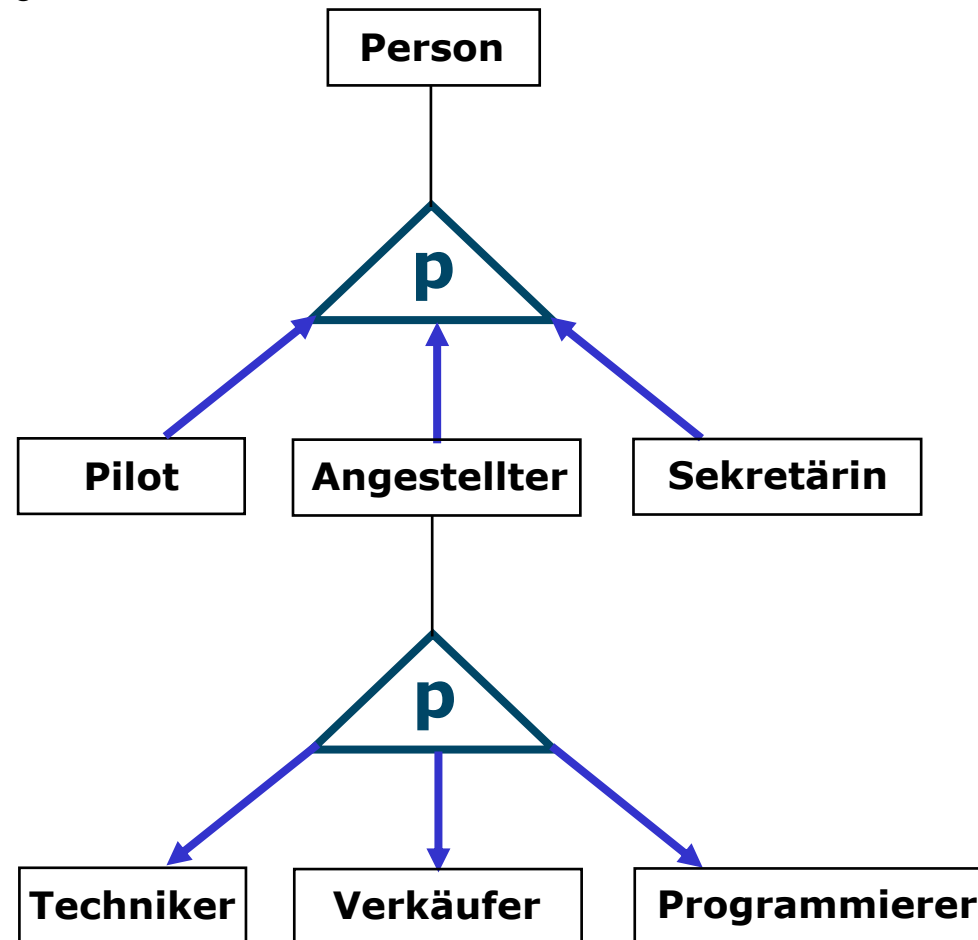 Person
p
Pilot
Angestellter
Sekretärin
p
Techniker
Verkäufer
Programmierer